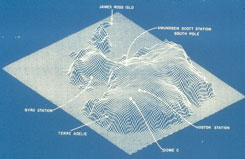 JAMES ROSS ISLD
AMUNDSEN SCOTT STATION
SOUTH POLE
BYRD STATION
VOSTOK STATION
TERRE ADELIE
DOME C